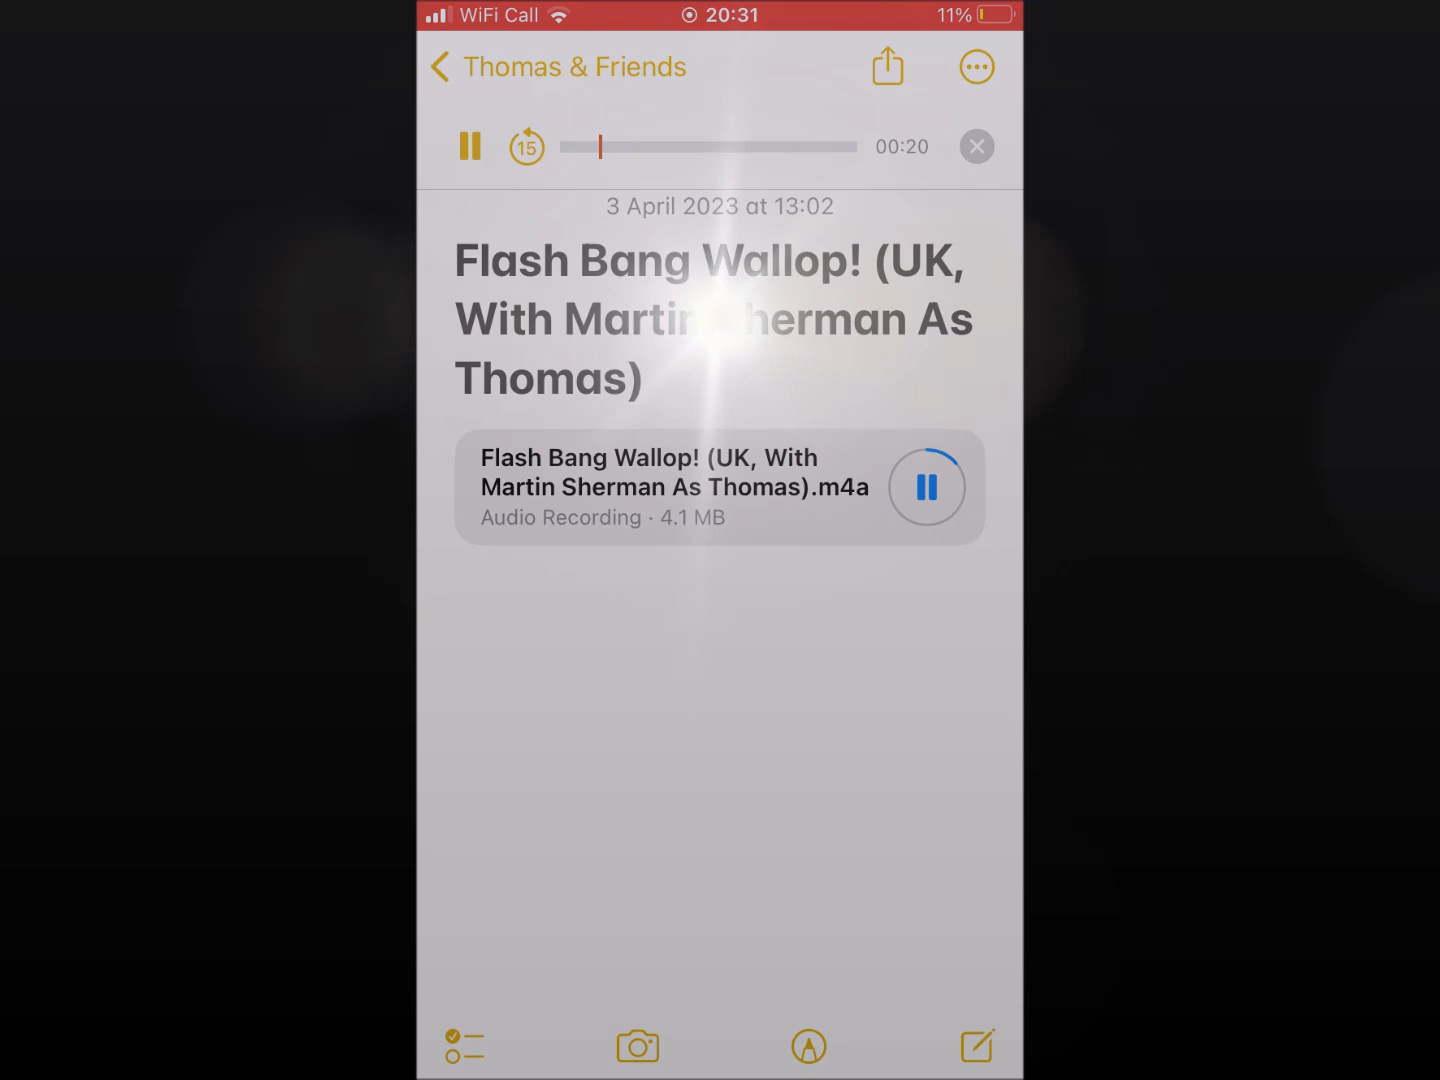 WiFi Call 20:31 11%
Thomas & Friends
15 00:20
3 April 2023 at 13:02
Flash Bang Wallop! (UK,
With Martin Sherman As
Thomas)
Flash Bang Wallop! (UK, With
Martin Sherman As Thomas).m4a
Audio Recording · 4.1 MB